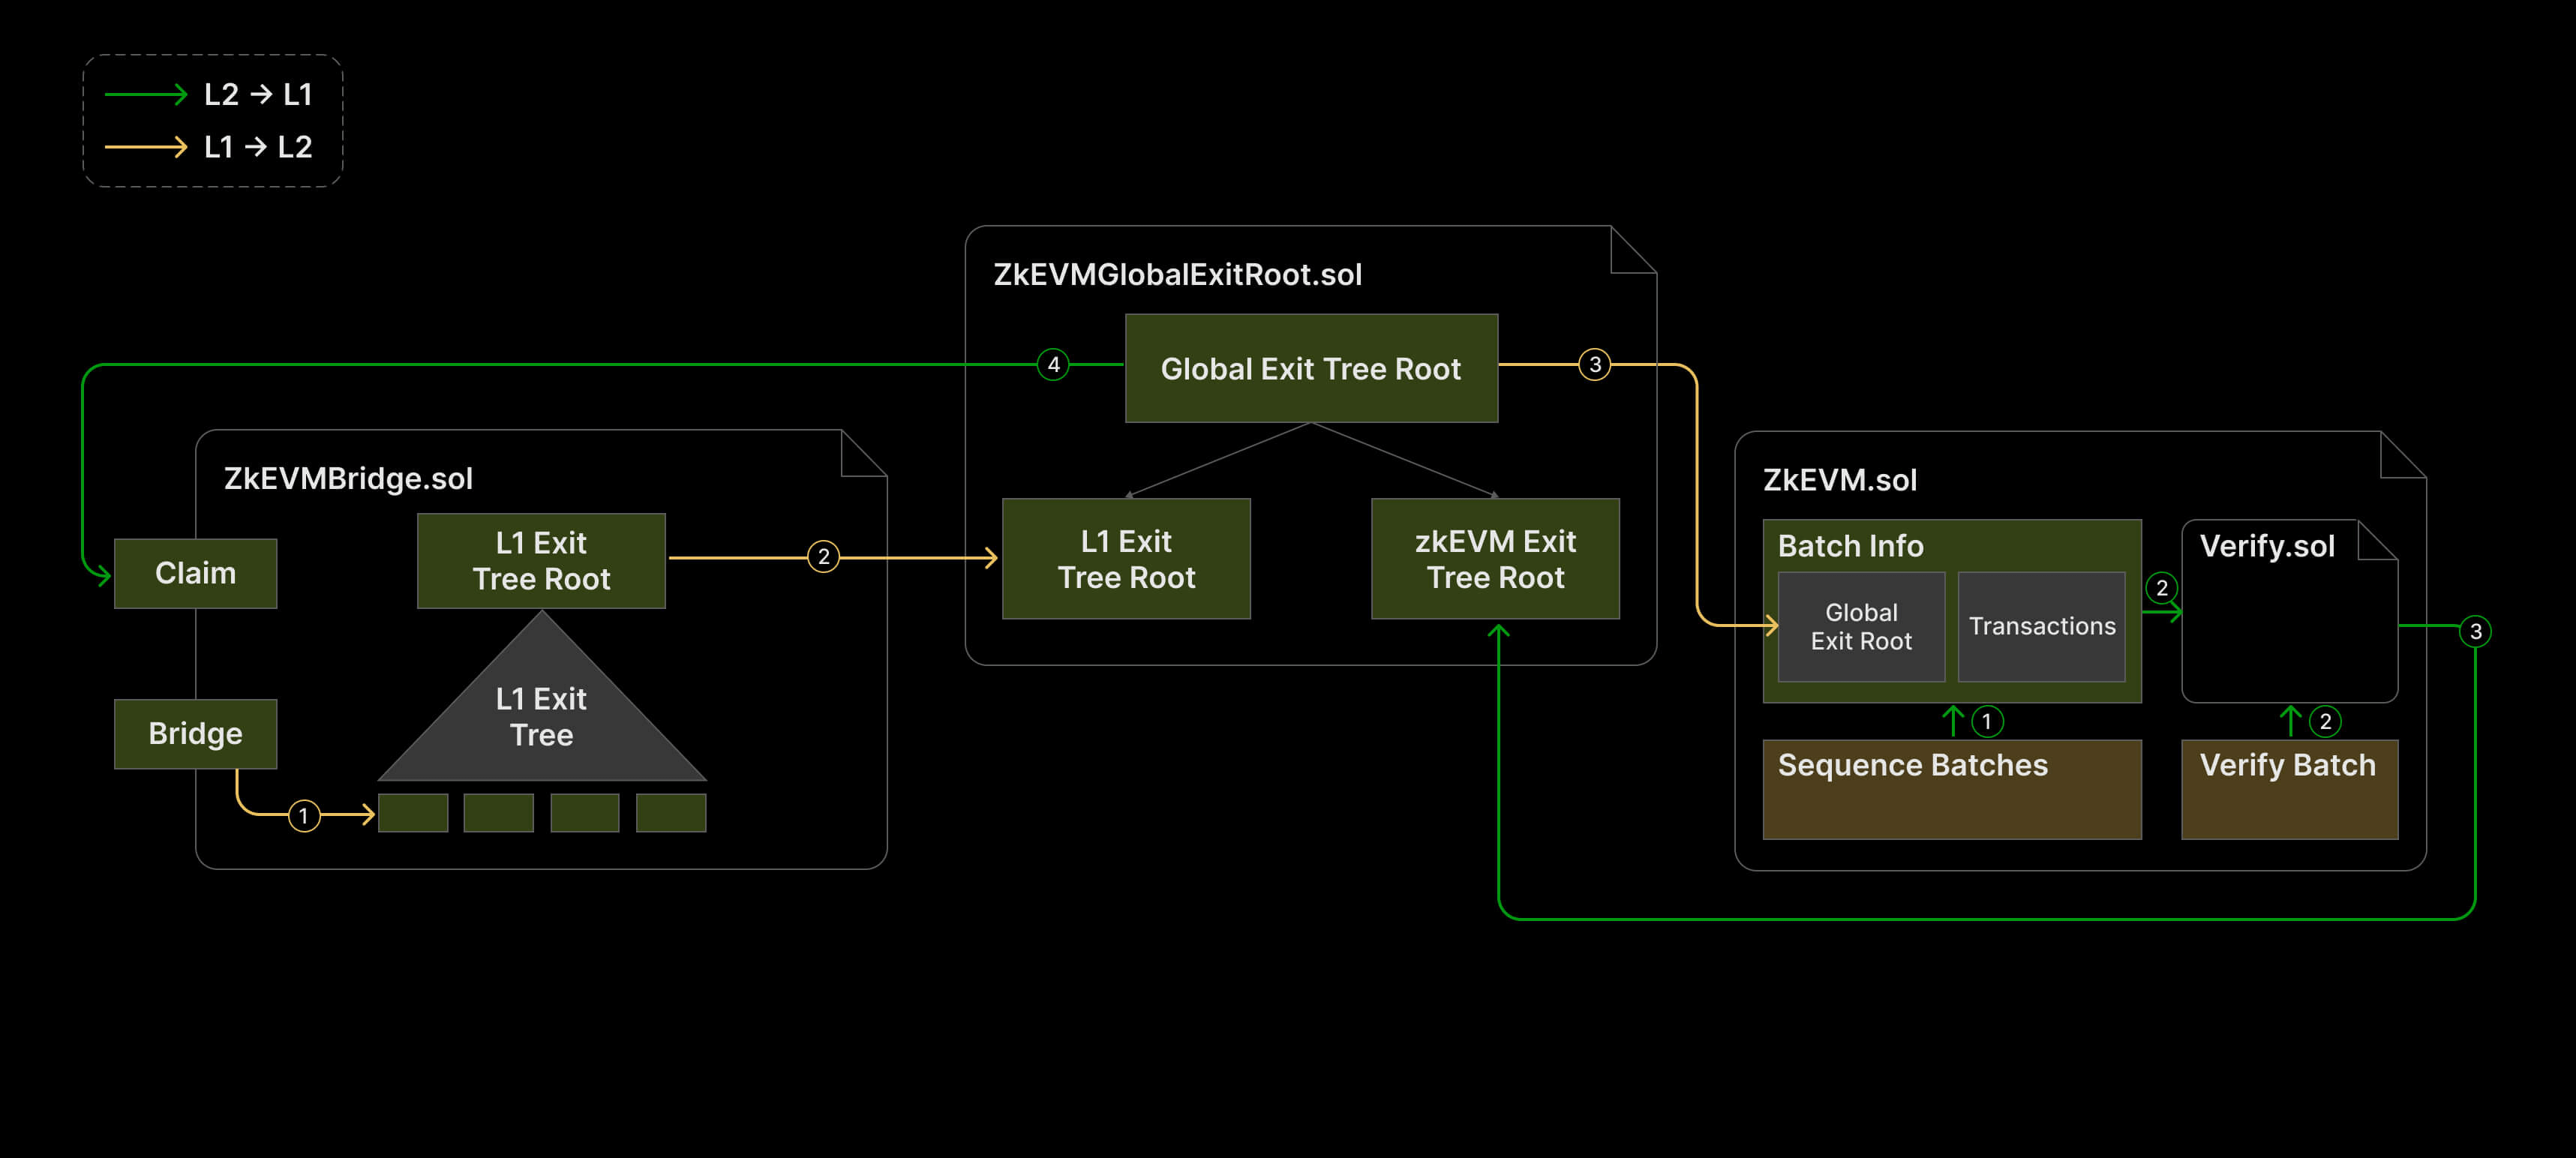 L2 → L1
L1 → L2
ZkEVMGlobalExitRoot.sol
Global Exit Tree Root
4
3
L1 Exit
Tree Root
zkEVM Exit
Tree Root
ZkEVMBridge.sol
L1 Exit
Tree Root
2
Claim
L1 Exit
Tree
Bridge
1
ZkEVM.sol
Batch Info
Global
Exit Root
Transactions
2
Verify.sol
3
1
2
Sequence Batches
Verify Batch